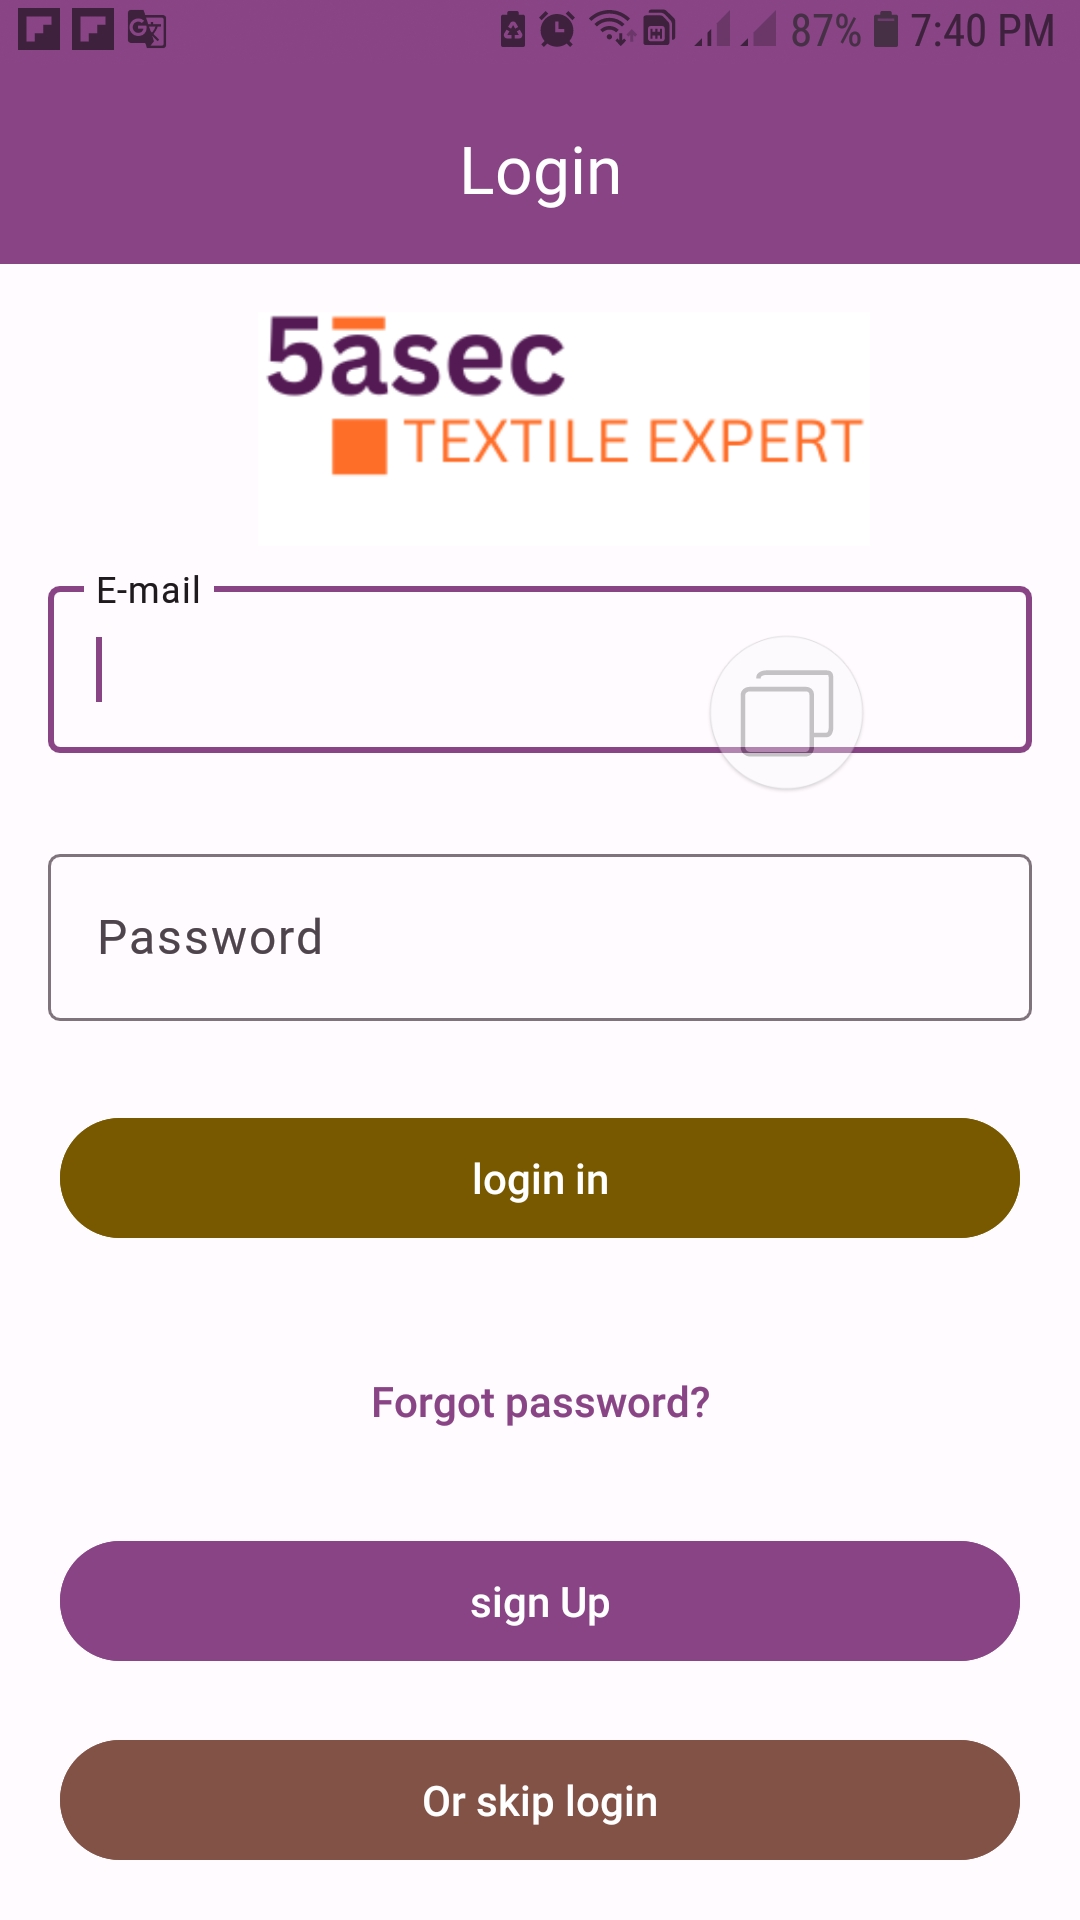 87% 7:40 PM
Login
5āsec
TEXTILE EXPERT
E-mail
Password
login in
Forgot password?
sign Up
Or skip login